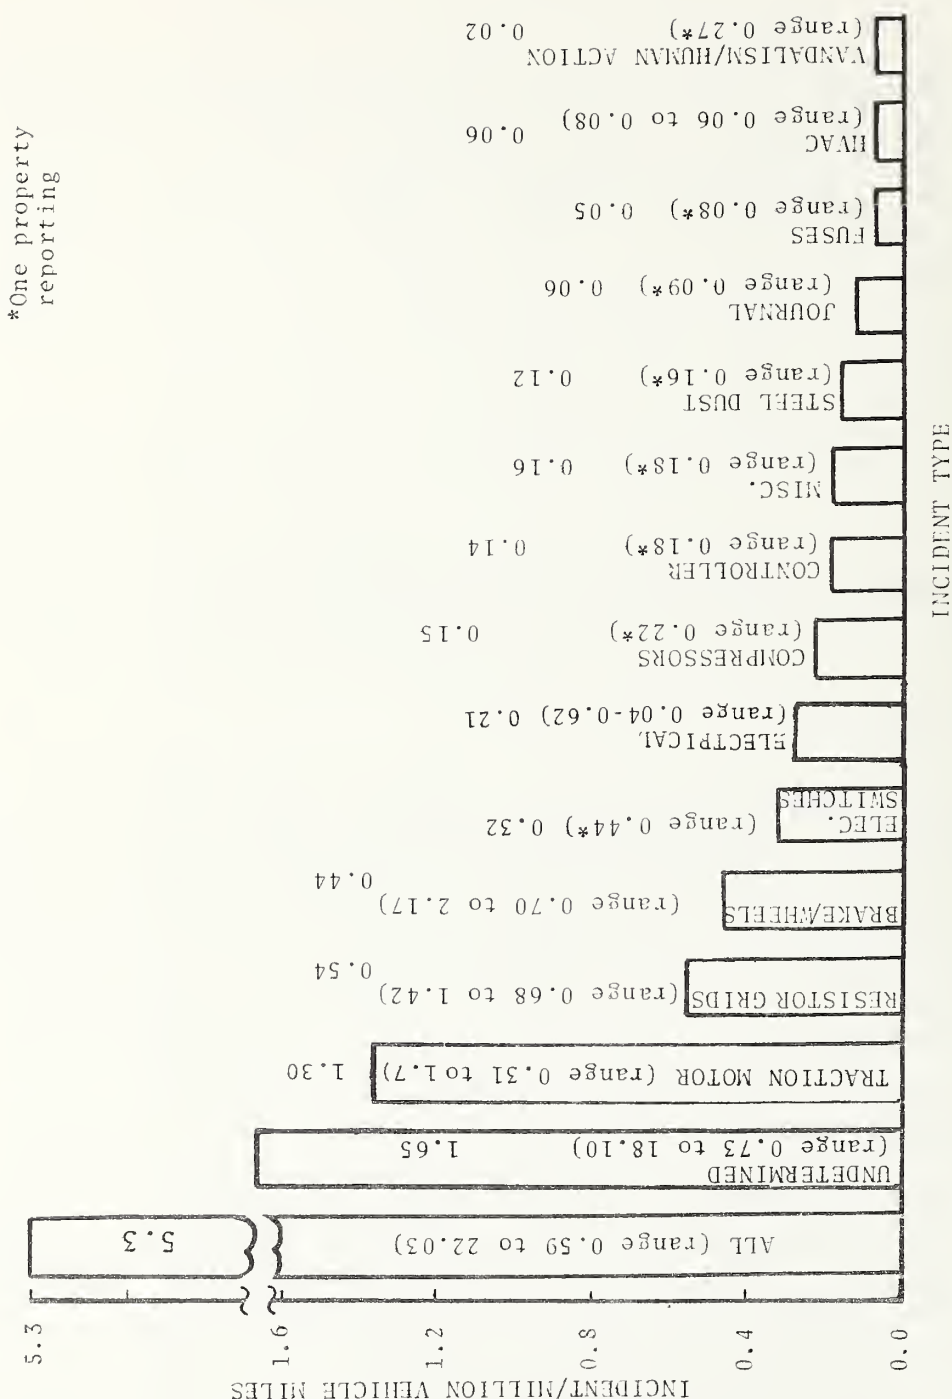 INCIDENT/MILLION VEHICLE MILES
5.3
1.6
1.2
0.8
0.4
0.0
ALL (range 0.59 to 22.03)
5.3
UNDETERMINED
(range 0.73 to 18.10) 1.65
TRACTION MOTOR (range 0.31 to 1.7) 1.30
RESISTOR GRIDS (range 0.68 to 1.42)
0.54
BRAKE/WHEELS (range 0.70 to 2.17)
0.44
ELEC.
SWITCHES
(range 0.44*) 0.32
ELECTPICAL
(range 0.04-0.62) 0.21
COMPRESSORS
(range 0.22*) 0.15
CONTROLLER
(range 0.18*) 0.14
MISC.
(range 0.18*) 0.16
STEEL DUST
(range 0.16*) 0.12
JOURNAL
(range 0.09*) 0.06
FUSES
(range 0.08*) 0.05
HVAC
(range 0.06 to 0.08) 0.06
VANDALISM/HUMAN ACTION
(range 0.27*) 0.02
INCIDENT TYPE
*One property
reporting